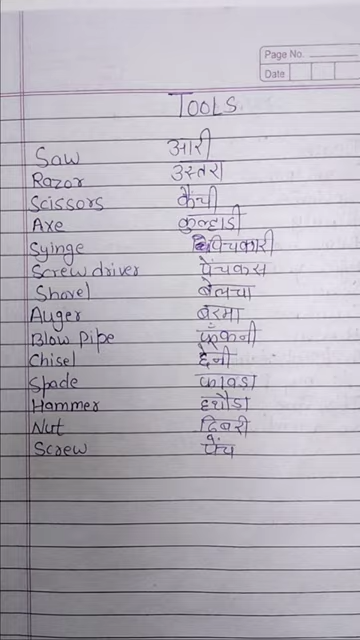 Page No.
Date
TOOLS
Saw आरी
Razor उस्तरा
Scissors कैंची
Axe कुल्हाडी
Syinge पिचकारी
Screw driver पेंचकस
Shovel बेलचा
Auger बरमा
Blow Pipe फूँकनी
Chisel छेनी
Spade फावड़ा
Hammer हथौडा
Nut ढिबरी
Screw पेंच